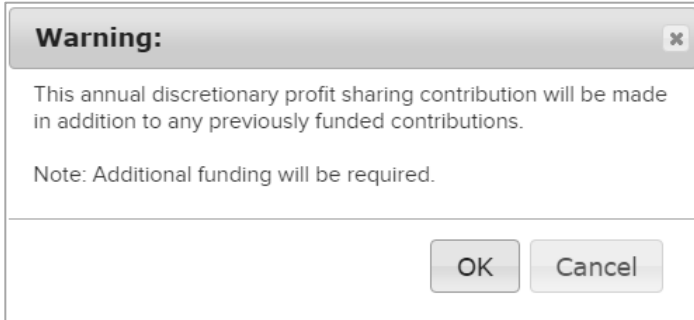 Warning:
This annual discretionary profit sharing contribution will be made
in addition to any previously funded contributions.
Note: Additional funding will be required.
OK Cancel